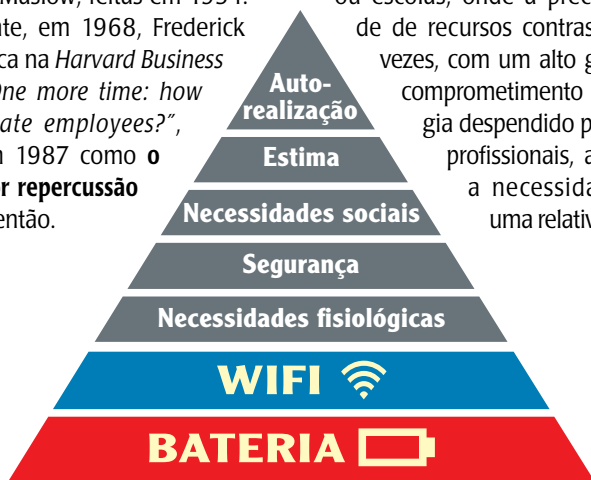 Maslow, feitas em 1954.
te, em 1968, Frederick
ca na Harvard Business
One more time: how
ate employees?”,
1987 como o
repercussão
então.
ou escolas, onde a
de de recursos contras
vezes, com um alto
comprometimento
gia despendido p
profissionais, a
a necessida
uma relativ
Auto-
realização
Estima
Necessidades sociais
Segurança
Necessidades fisiológicas
WIFI
BATERIA